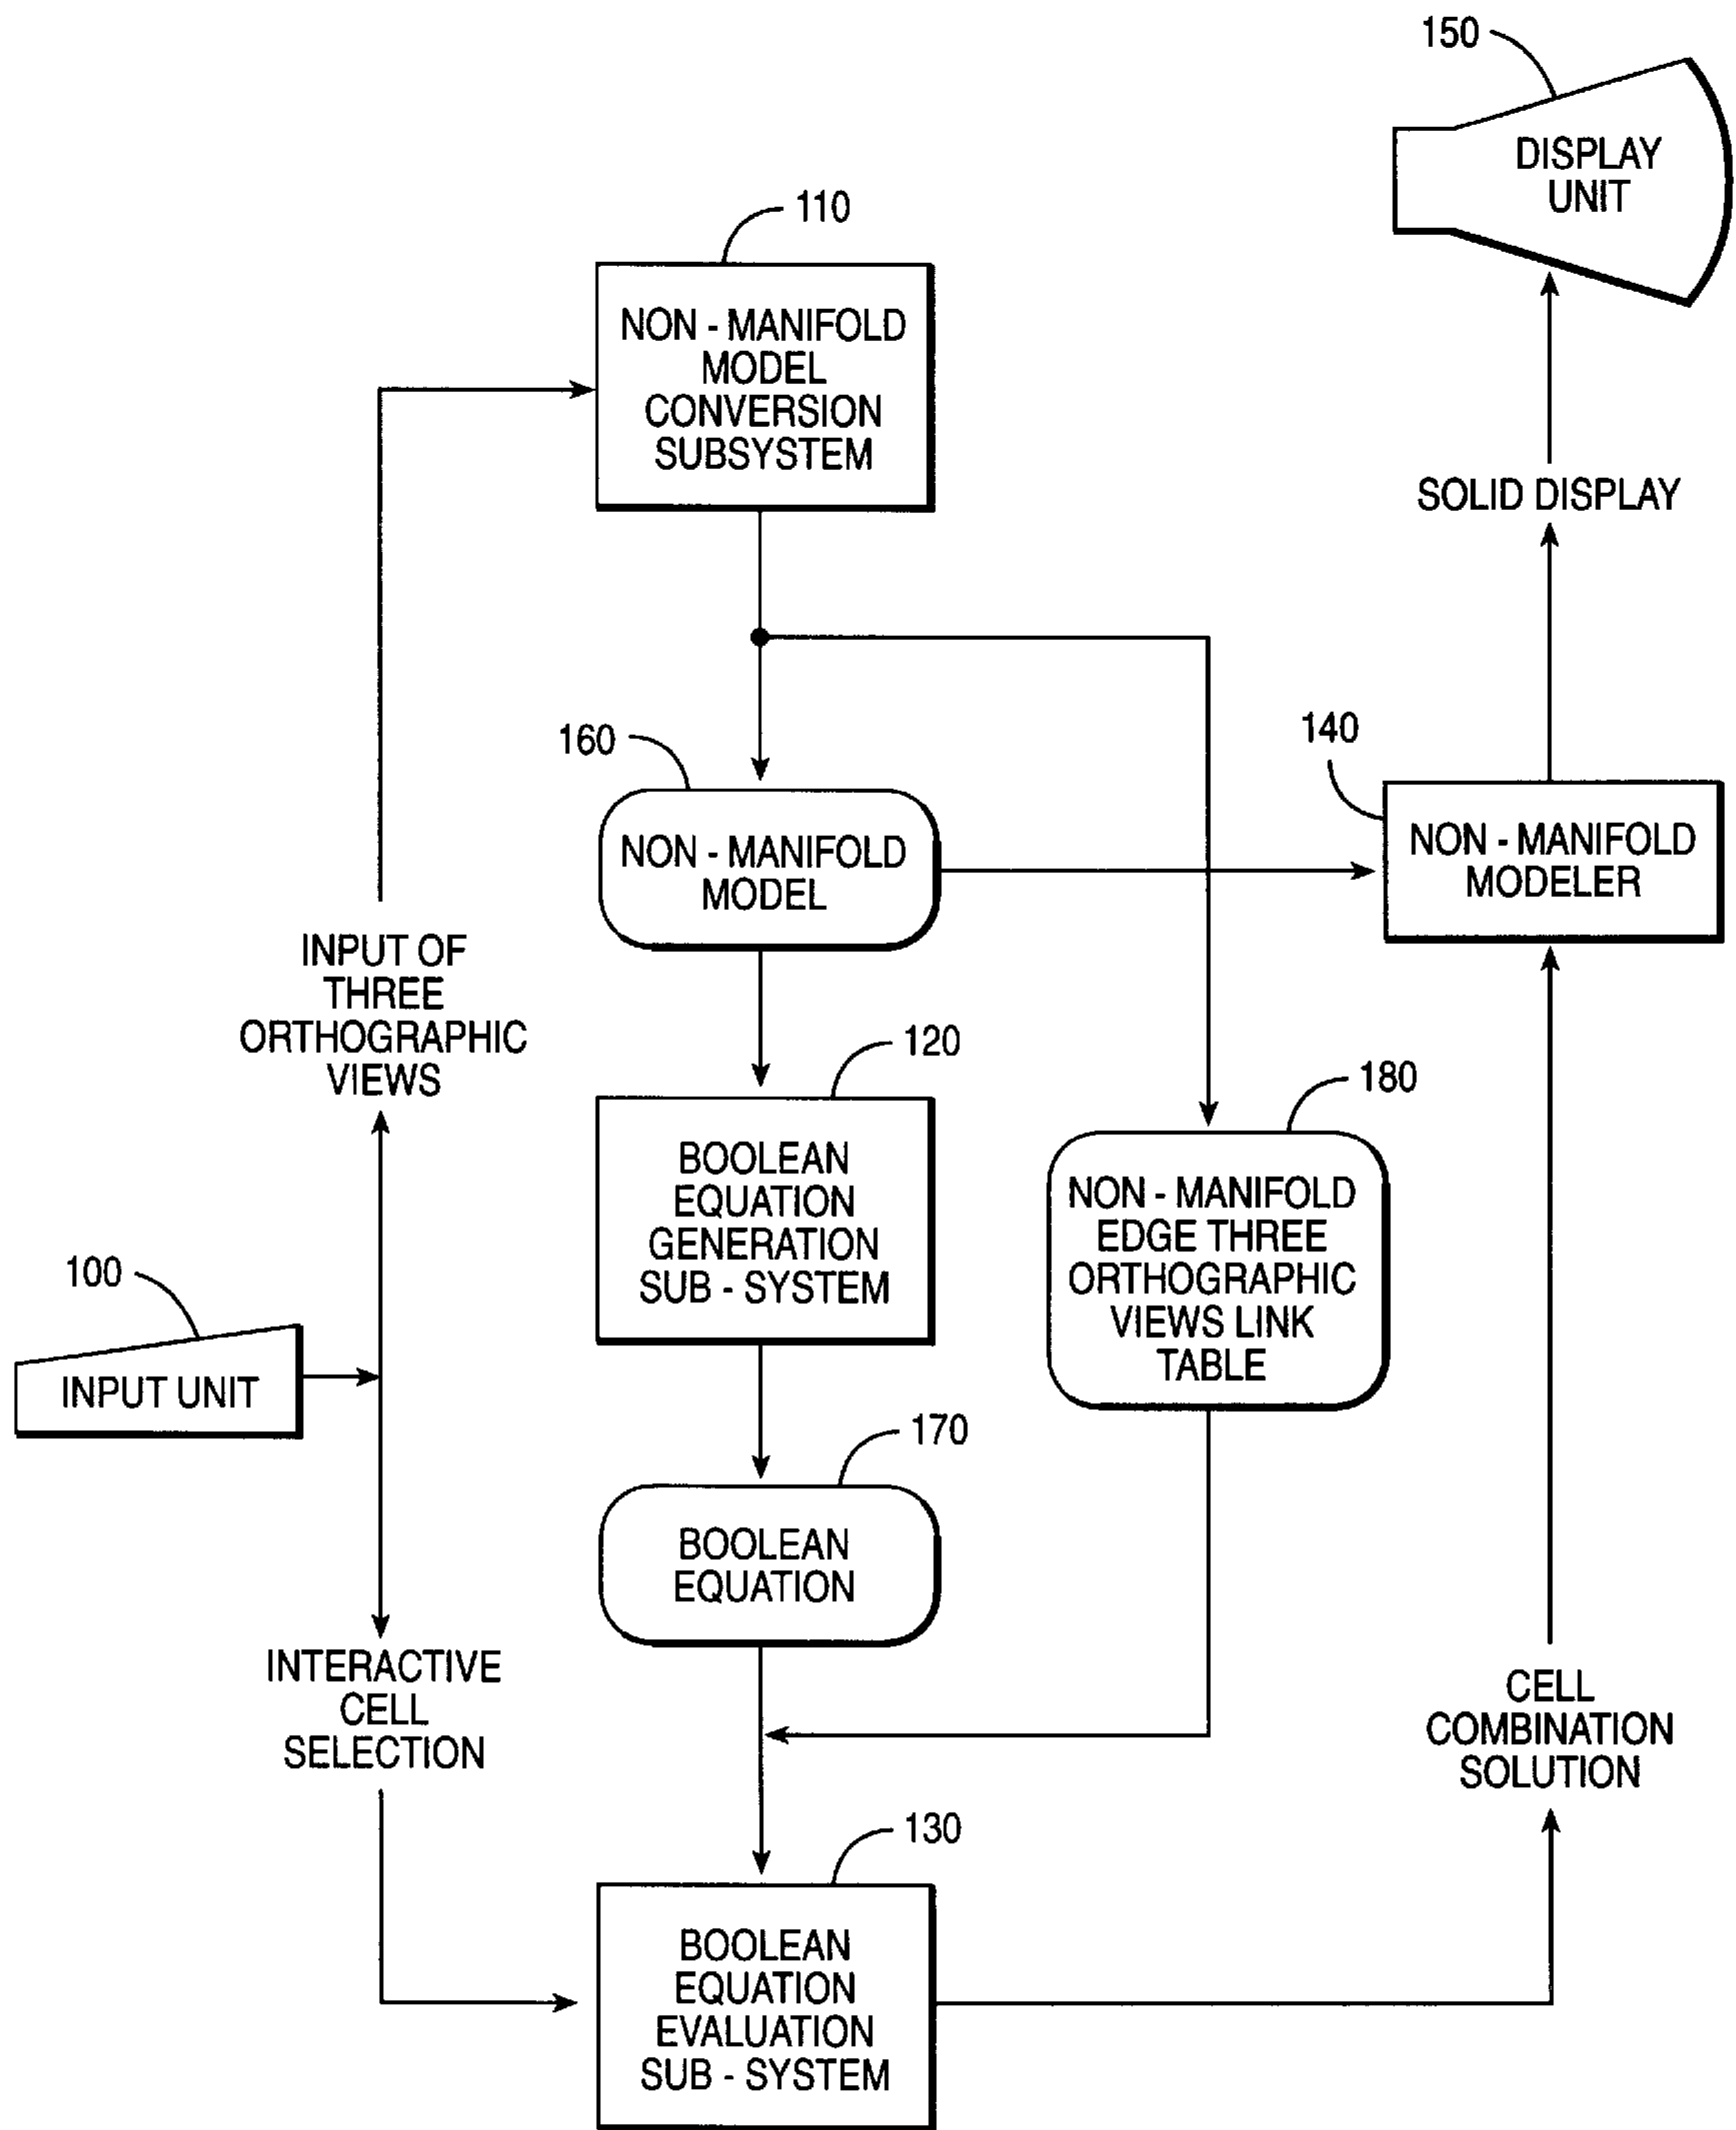 150
DISPLAY
UNIT
110
NON - MANIFOLD
MODEL
CONVERSION
SUBSYSTEM
SOLID DISPLAY
160
NON - MANIFOLD
MODEL
140
NON - MANIFOLD
MODELER
INPUT OF
THREE
ORTHOGRAPHIC
VIEWS
120
BOOLEAN
EQUATION
GENERATION
SUB - SYSTEM
180
NON - MANIFOLD
EDGE THREE
ORTHOGRAPHIC
VIEWS LINK
TABLE
100
INPUT UNIT
170
BOOLEAN
EQUATION
INTERACTIVE
CELL
SELECTION
CELL
COMBINATION
SOLUTION
130
BOOLEAN
EQUATION
EVALUATION
SUB - SYSTEM